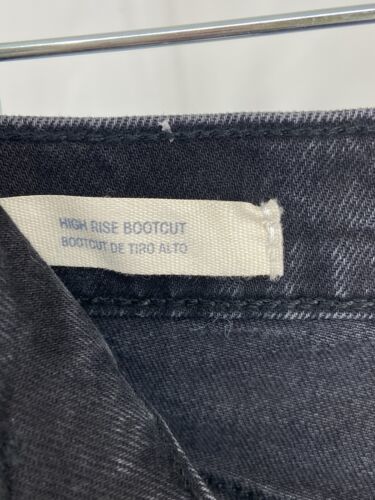 HIGH RISE BOOTCUT
BOOTCUT DE TIRO ALTO